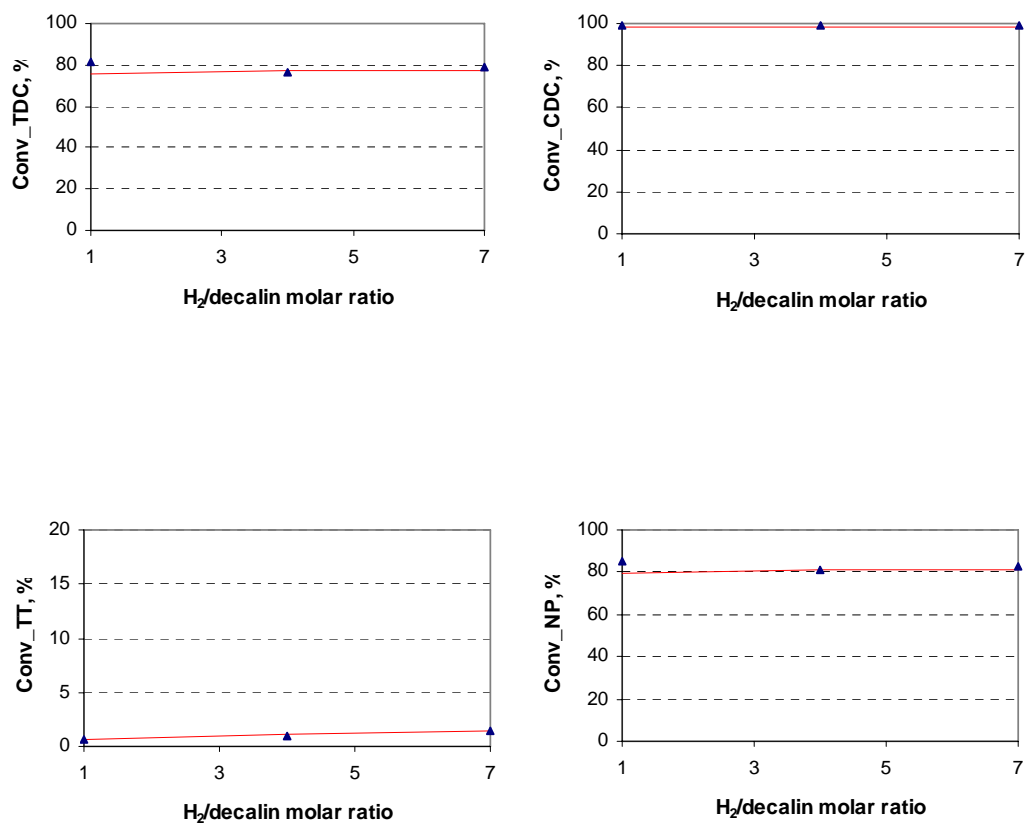 Conv_TDC, %
100
80
60
40
20
0
1 3 5 7
H₂/decalin molar ratio
Conv_CDC, %
100
80
60
40
20
0
1 3 5 7
H₂/decalin molar ratio
Conv_TT, %
20
15
10
5
0
1 3 5 7
H₂/decalin molar ratio
Conv_NP, %
100
80
60
40
20
0
1 3 5 7
H₂/decalin molar ratio